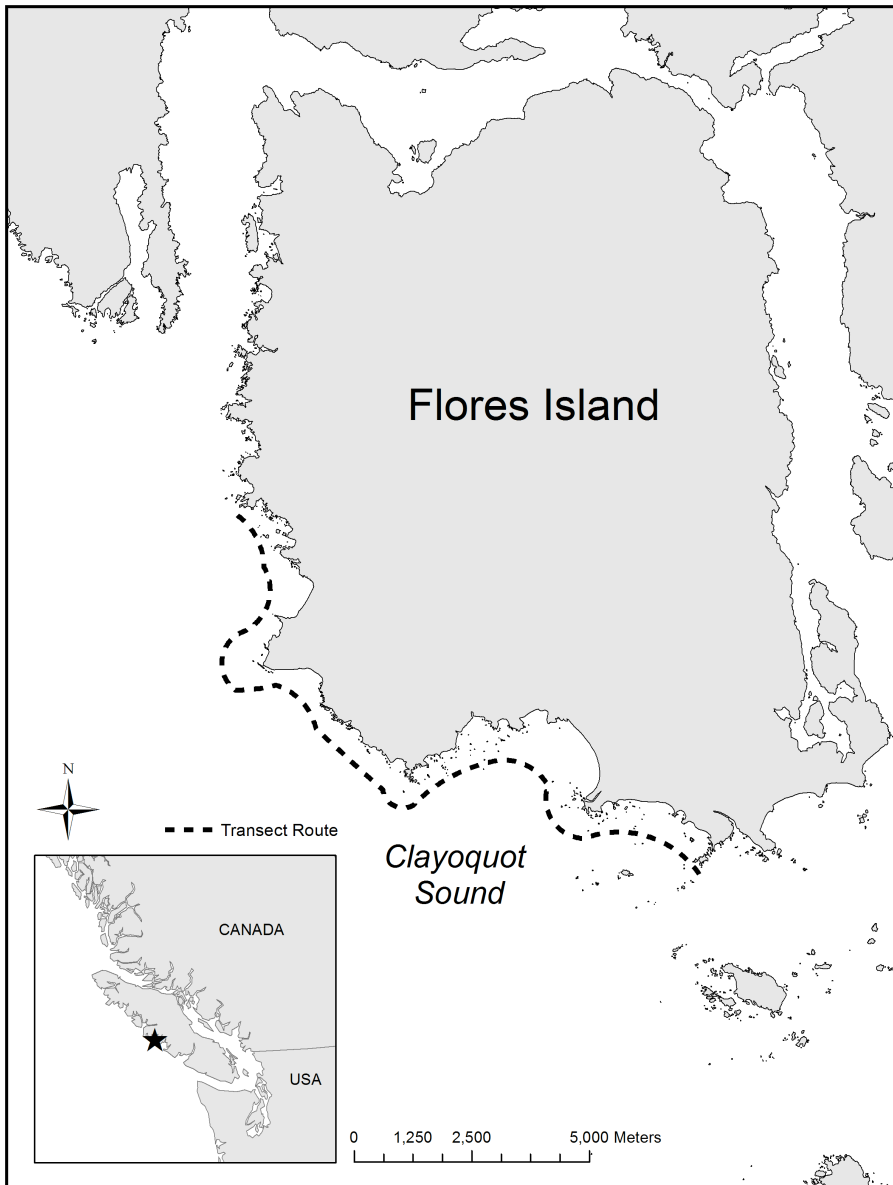 Flores Island
N
Transect Route
Clayoquot
Sound
CANADA
USA
0 1,250 2,500 5,000 Meters